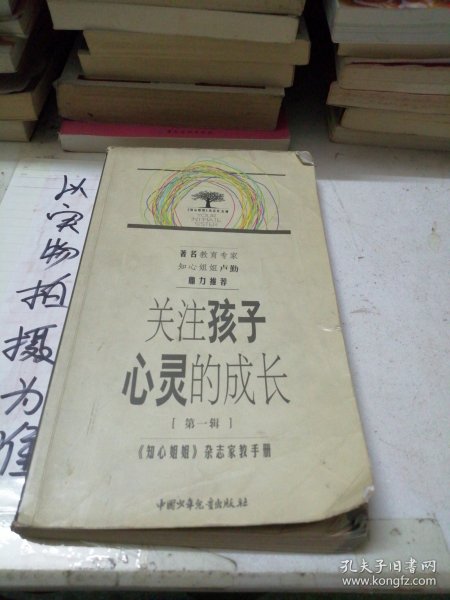 以实物拍摄为准
YOUR
INTIMATE
SISTER
著名教育专家
知心姐姐卢勤
鼎力推荐
关注孩子
心灵的成长
[第一辑]
《知心姐姐》杂志家教手册
中国少年儿童出版社
孔夫子旧书网
www.kongfz.com